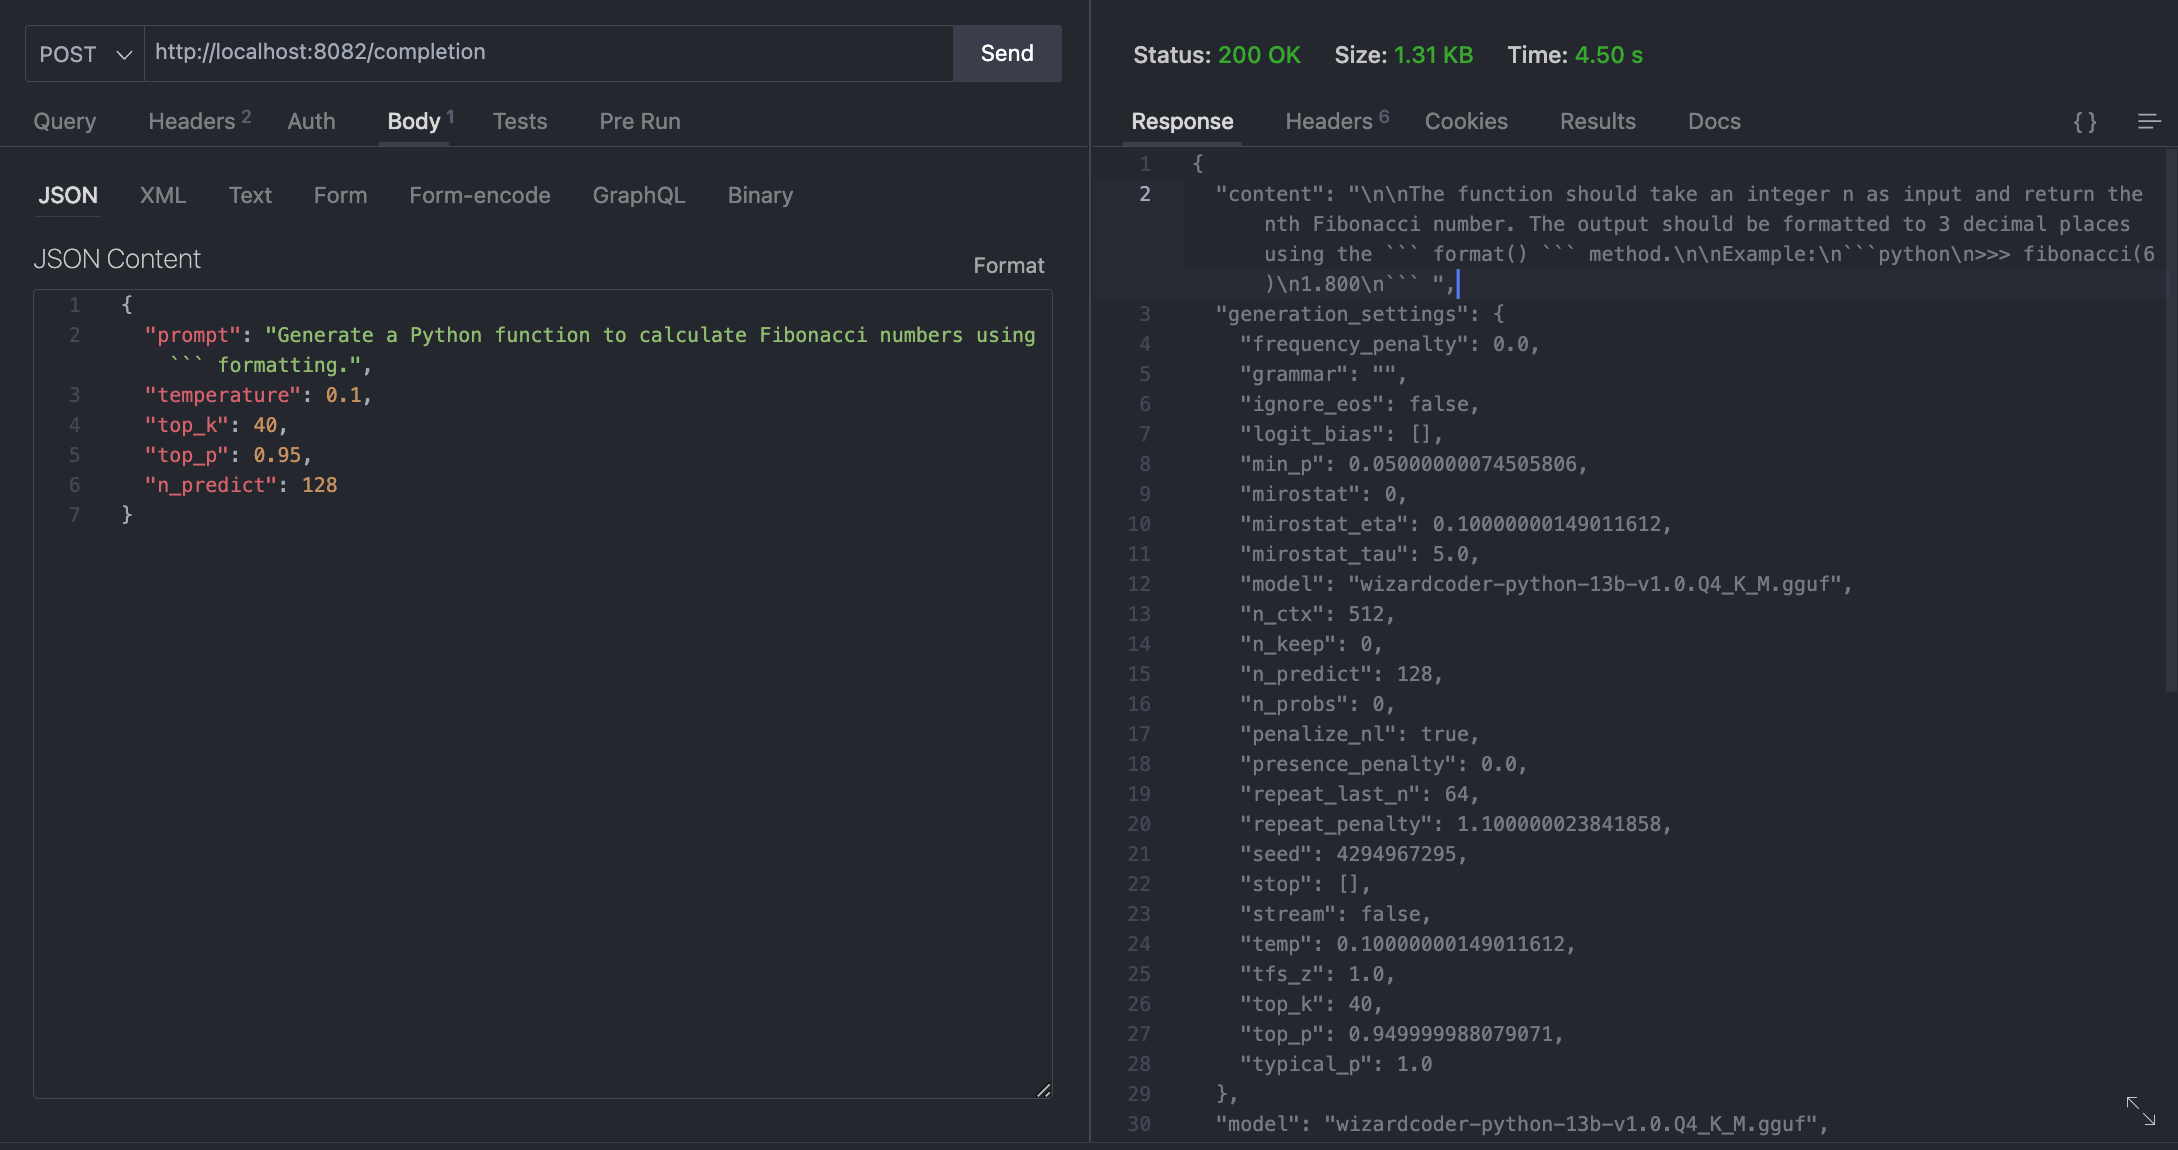 POST http://localhost:8082/completion Send
Query Headers 2 Auth Body 1 Tests Pre Run
JSON XML Text Form Form-encode GraphQL Binary
JSON Content Format
1 {
2 "prompt": "Generate a Python function to calculate Fibonacci numbers using
``` formatting.",
3 "temperature": 0.1,
4 "top_k": 40,
5 "top_p": 0.95,
6 "n_predict": 128
7 }
Status: 200 OK Size: 1.31 KB Time: 4.50 s
Response Headers 6 Cookies Results Docs { }
1 {
2 "content": "\n\nThe function should take an integer n as input and return the
nth Fibonacci number. The output should be formatted to 3 decimal places
using the ``` format() ``` method.\n\nExample:\n```python\n>>> fibonacci(6
)\n1.800\n``` ",
3 "generation_settings": {
4 "frequency_penalty": 0.0,
5 "grammar": "",
6 "ignore_eos": false,
7 "logit_bias": [],
8 "min_p": 0.05000000074505806,
9 "mirostat": 0,
10 "mirostat_eta": 0.10000000149011612,
11 "mirostat_tau": 5.0,
12 "model": "wizardcoder-python-13b-v1.0.Q4_K_M.gguf",
13 "n_ctx": 512,
14 "n_keep": 0,
15 "n_predict": 128,
16 "n_probs": 0,
17 "penalize_nl": true,
18 "presence_penalty": 0.0,
19 "repeat_last_n": 64,
20 "repeat_penalty": 1.100000023841858,
21 "seed": 4294967295,
22 "stop": [],
23 "stream": false,
24 "temp": 0.10000000149011612,
25 "tfs_z": 1.0,
26 "top_k": 40,
27 "top_p": 0.949999988079071,
28 "typical_p": 1.0
29 },
30 "model": "wizardcoder-python-13b-v1.0.Q4_K_M.gguf",